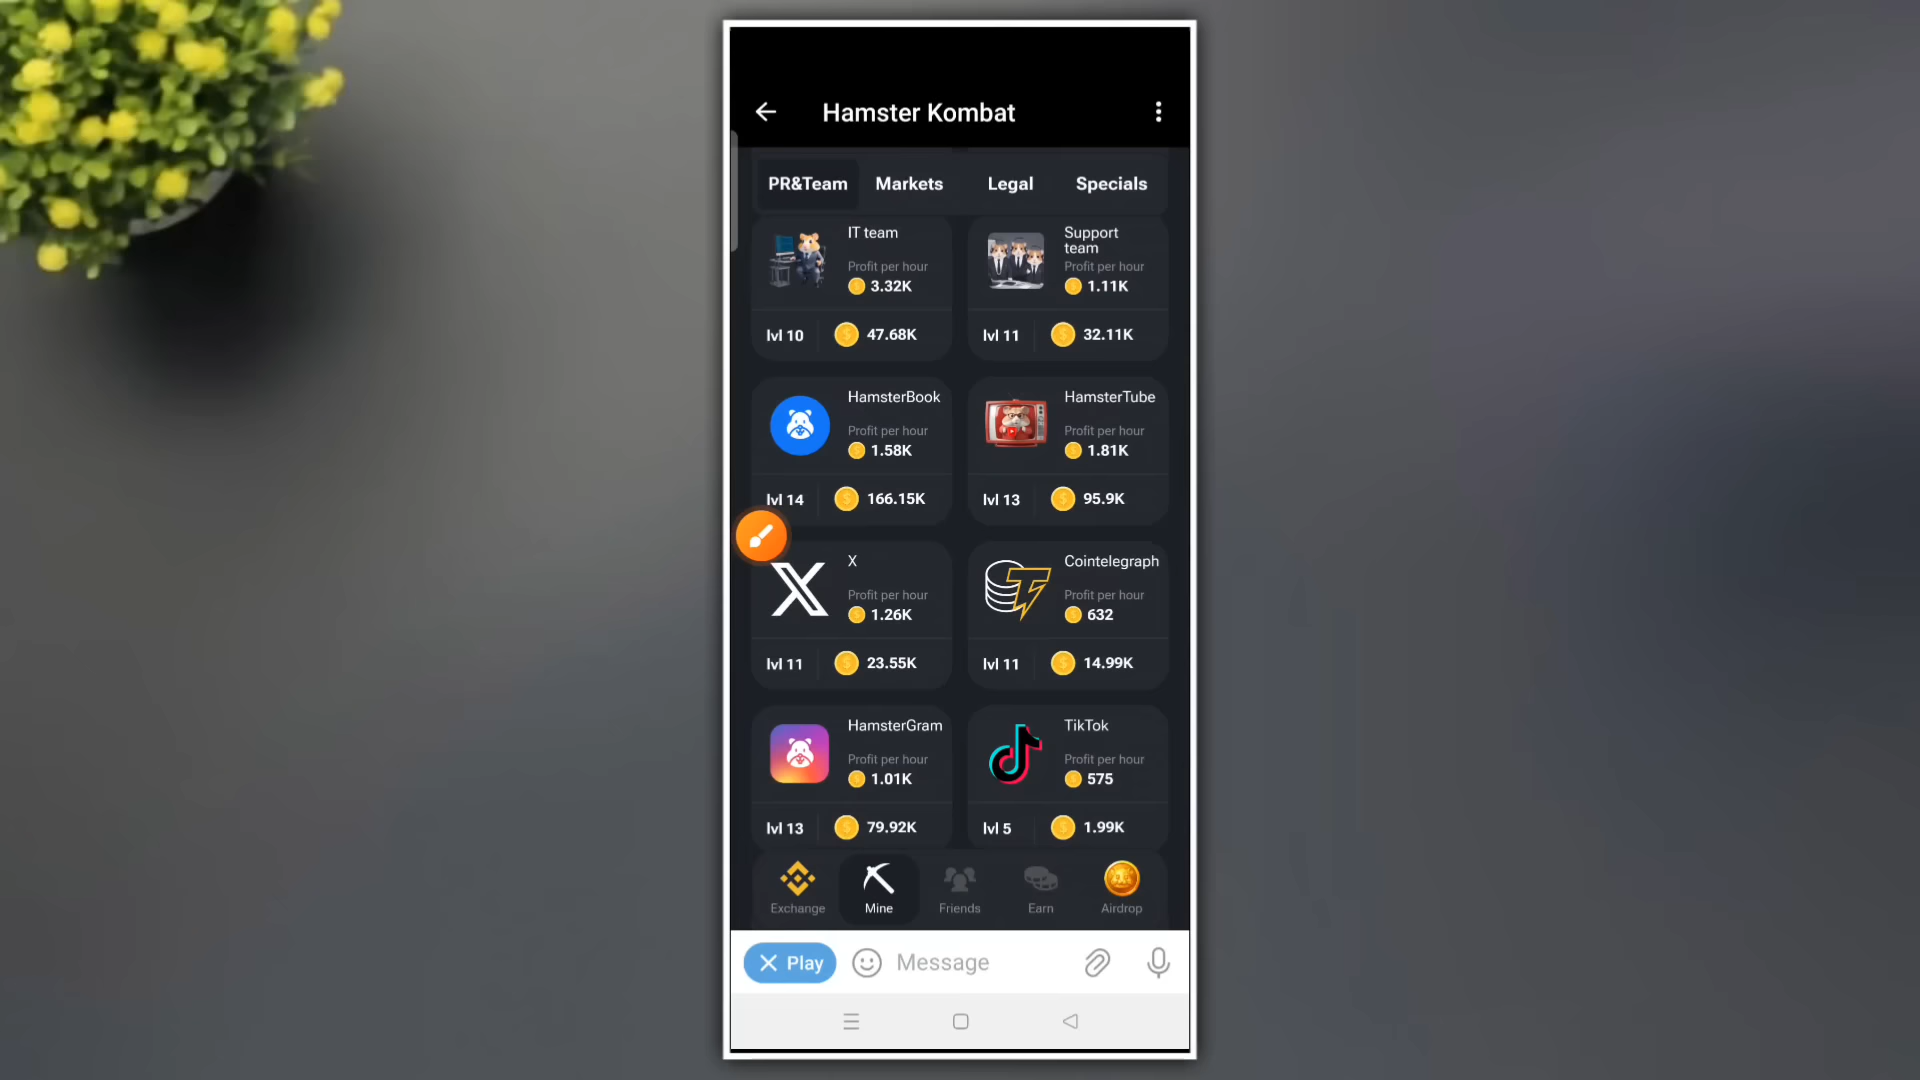 Hamster Kombat
PR&Team Markets Legal Specials
IT team
Profit per hour
3.32K
lvl 10 47.68K
Support
team
Profit per hour
1.11K
lvl 11 32.11K
HamsterBook
Profit per hour
1.58K
lvl 14 166.15K
HamsterTube
Profit per hour
1.81K
lvl 13 95.9K
X
Profit per hour
1.26K
lvl 11 23.55K
Cointelegraph
Profit per hour
632
lvl 11 14.99K
HamsterGram
Profit per hour
1.01K
lvl 13 79.92K
TikTok
Profit per hour
575
lvl 5 1.99K
Exchange Mine Friends Earn Airdrop
Play Message